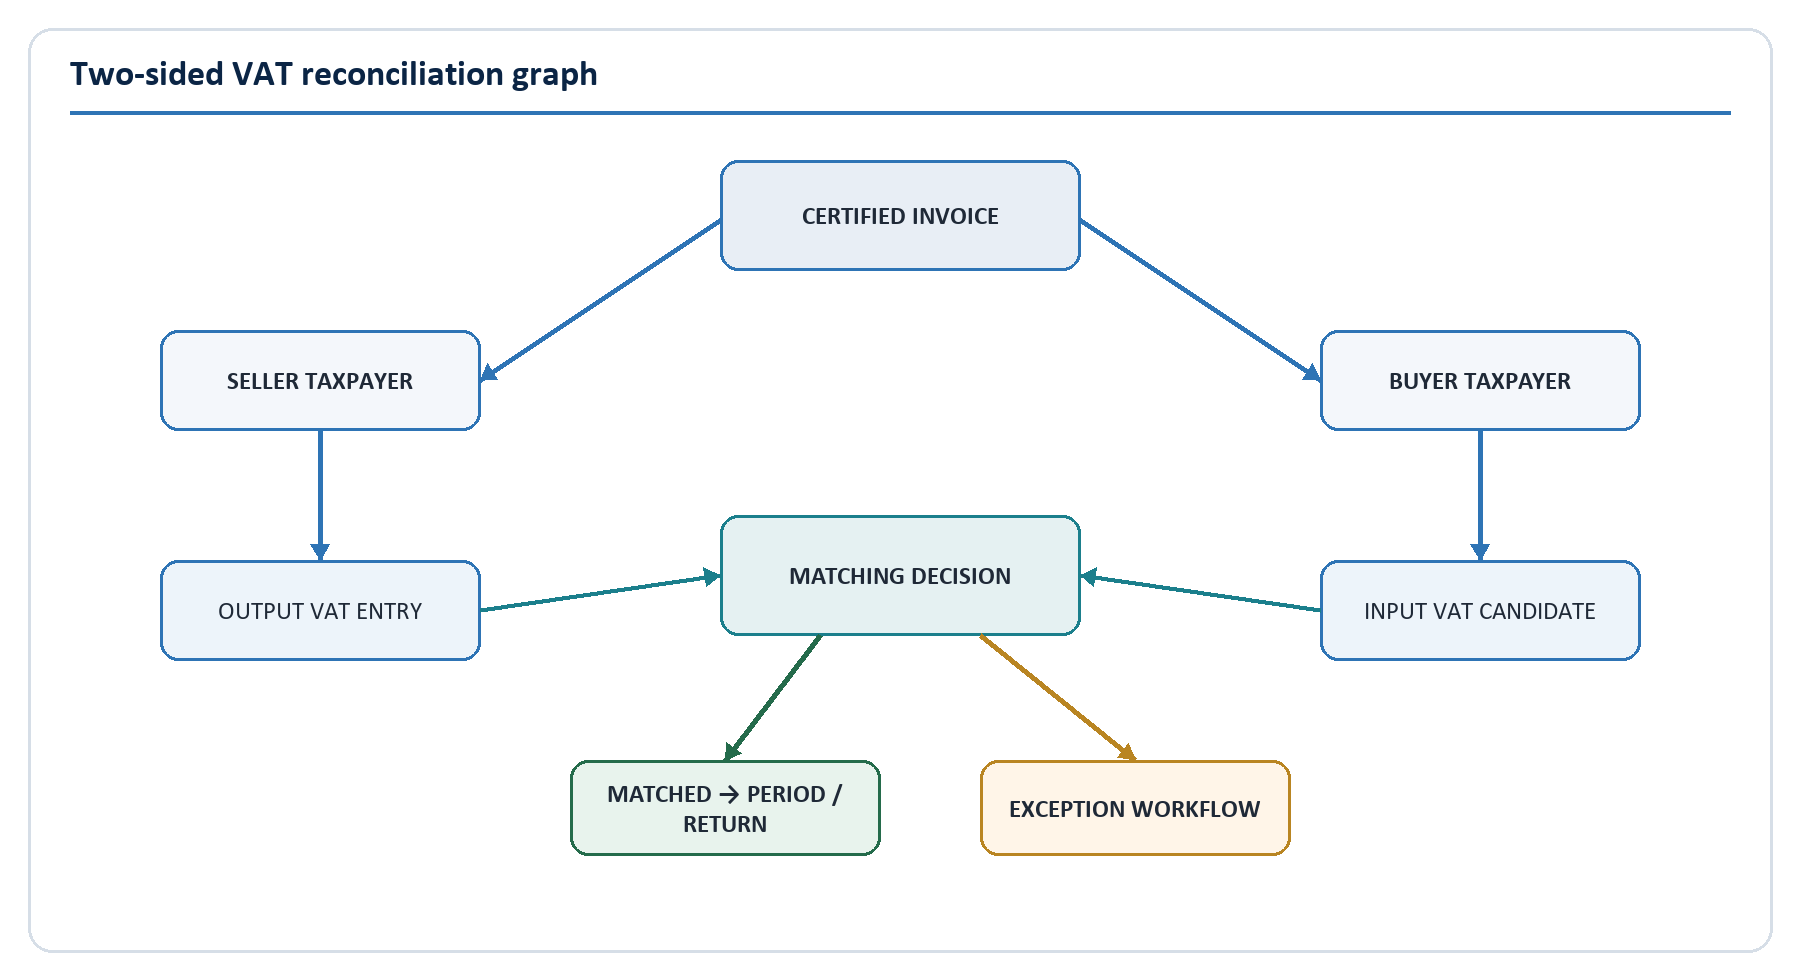 Two-sided VAT reconciliation graph
CERTIFIED INVOICE
SELLER TAXPAYER
BUYER TAXPAYER
MATCHING DECISION
OUTPUT VAT ENTRY
INPUT VAT CANDIDATE
MATCHED → PERIOD /
RETURN
EXCEPTION WORKFLOW